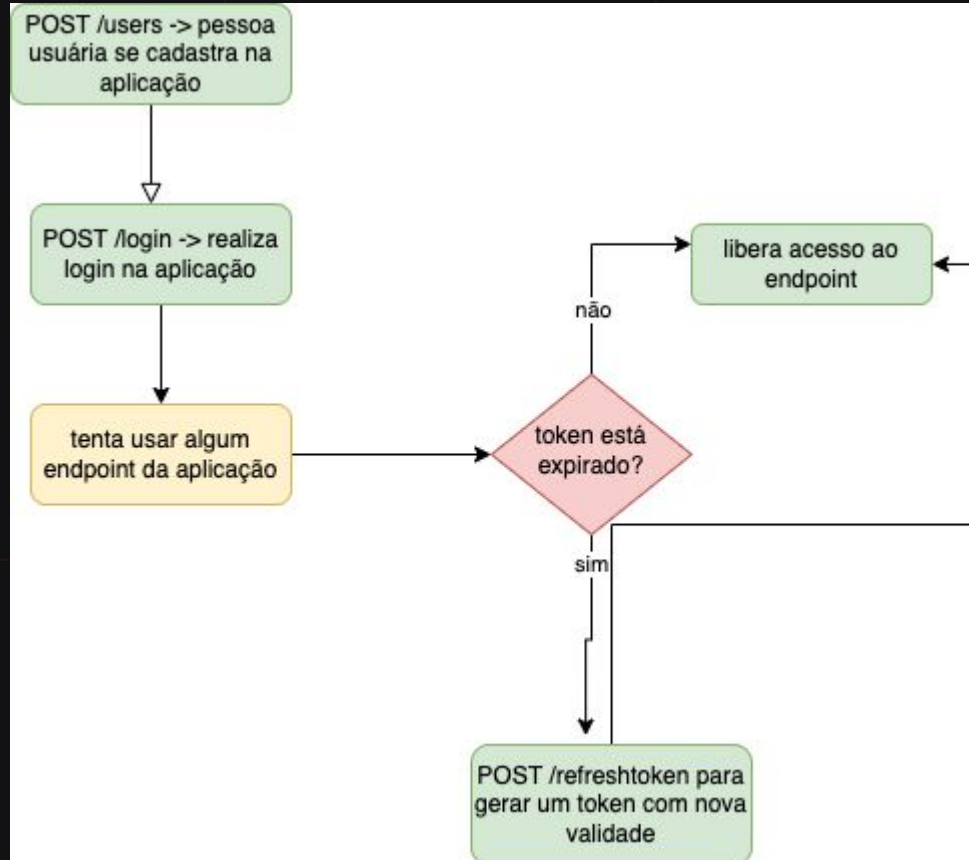 POST /users -> pessoa
usuária se cadastra na
aplicação
POST /login -> realiza
login na aplicação
libera acesso ao
endpoint
não
tenta usar algum
endpoint da aplicação
token está
expirado?
sim
POST /refreshtoken para
gerar um token com nova
validade